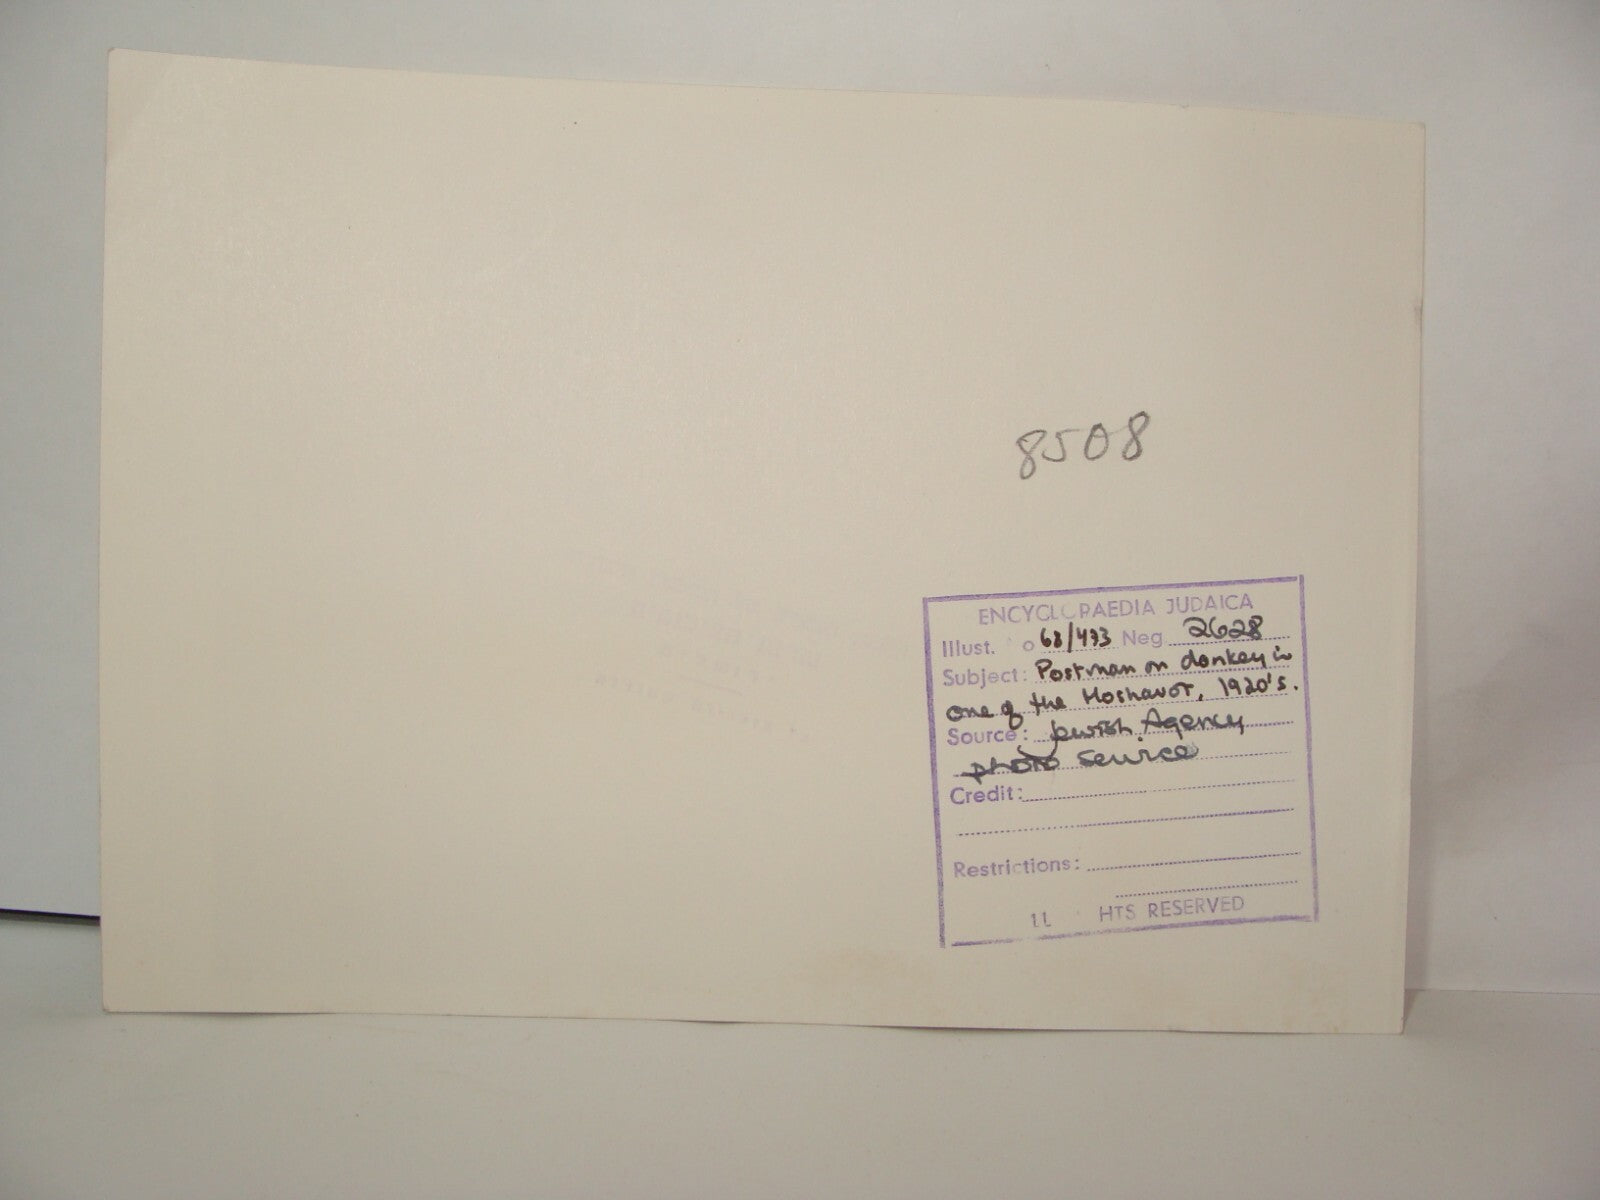 8508
ENCYCLOPAEDIA JUDAICA
Illust. o 68/473 Neg 2628
Subject: Postman on donkey in
one of the Moshavot, 1920's.
Source: Jewish Agency
photo Service
Credit:
Restrictions:
HTS RESERVED